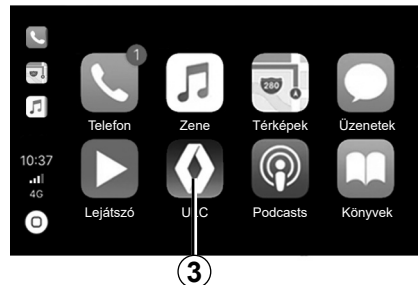 1
280
Telefon
Zene
Térképek
Üzenetek
10:37
4G
Lejátszó
Podcasts
Könyvek
3